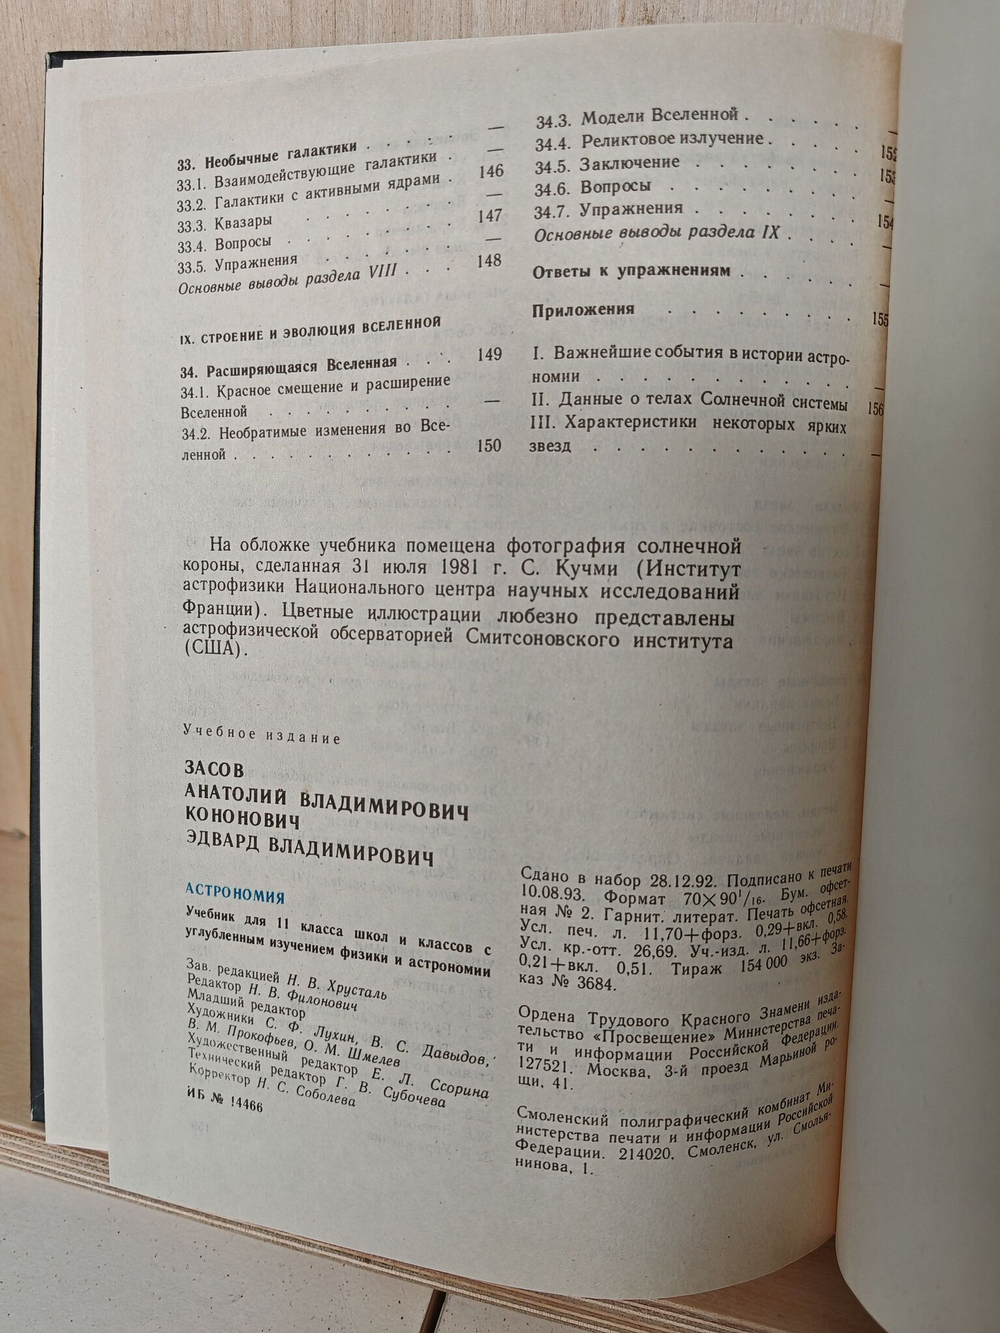 33. Необычные галактики . . . . . —
33.1. Взаимодействующие галактики . —
33.2. Галактики с активными ядрами . 146
33.3. Квазары . . . . . . . —
33.4. Вопросы . . . . . . . . 147
33.5. Упражнения . . . . . . —
Основные выводы раздела VIII . . . 148
IX. СТРОЕНИЕ И ЭВОЛЮЦИЯ ВСЕЛЕННОЙ
34. Расширяющаяся Вселенная . . . 149
34.1. Красное смещение и расширение
Вселенной . . . . . . . . . —
34.2. Необратимые изменения во Все-
ленной . . . . . . . . . . . 150
34.3. Модели Вселенной . . . . . . —
34.4. Реликтовое излучение . . . . . 152
34.5. Заключение . . . . . . . . 153
34.6. Вопросы . . . . . . . . . —
34.7. Упражнения . . . . . . . . 154
Основные выводы раздела IX . . . . —
Ответы к упражнениям . . . . . . —
Приложения . . . . . . . . . 155
I. Важнейшие события в истории астро-
номии . . . . . . . . . . . . —
II. Данные о телах Солнечной системы 156
III. Характеристики некоторых ярких
звезд . . . . . . . . . . . . —
На обложке учебника помещена фотография солнечной
короны, сделанная 31 июля 1981 г. С. Кучми (Институт
астрофизики Национального центра научных исследований
Франции). Цветные иллюстрации любезно представлены
астрофизической обсерваторией Смитсоновского института
(США).
Учебное издание
ЗАСОВ
АНАТОЛИЙ ВЛАДИМИРОВИЧ
КОНОНОВИЧ
ЭДВАРД ВЛАДИМИРОВИЧ
АСТРОНОМИЯ
Учебник для 11 класса школ и классов с
углубленным изучением физики и астрономии
Зав. редакцией Н. В. Хрусталь
Редактор Н. В. Филонович
Младший редактор
Художники С. Ф. Лухин, В. С. Давыдов,
В. М. Прокофьев, О. М. Шмелев
Художественный редактор Е. Л. Ссорина
Технический редактор Г. В. Субочева
Корректор Н. С. Соболева
ИБ № 14466
Сдано в набор 28.12.92. Подписано к печати
10.08.93. Формат 70×90¹/₁₆. Бум. офсет-
ная № 2. Гарнит. литерат. Печать офсетная.
Усл. печ. л. 11,70+форз. 0,29+вкл. 0,58.
Усл. кр.-отт. 26,69. Уч.-изд. л. 11,66+форз.
0,21+вкл. 0,51. Тираж 154 000 экз. За-
каз № 3684.
Ордена Трудового Красного Знамени изда-
тельство «Просвещение» Министерства печа-
ти и информации Российской Федерации.
127521. Москва, 3-й проезд Марьиной ро-
щи, 41.
Смоленский полиграфический комбинат Ми-
нистерства печати и информации Российской
Федерации. 214020, Смоленск, ул. Смолья-
нинова, 1.